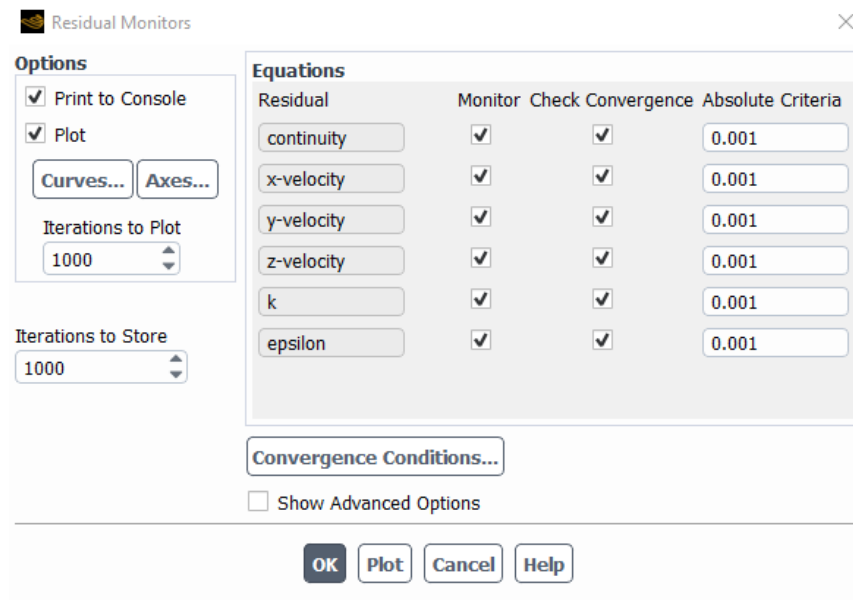 Residual Monitors
Options
Print to Console
Plot
Curves... Axes...
Iterations to Plot
1000
Iterations to Store
1000
Equations
Residual Monitor Check Convergence Absolute Criteria
continuity 0.001
x-velocity 0.001
y-velocity 0.001
z-velocity 0.001
k 0.001
epsilon 0.001
Convergence Conditions...
Show Advanced Options
OK Plot Cancel Help